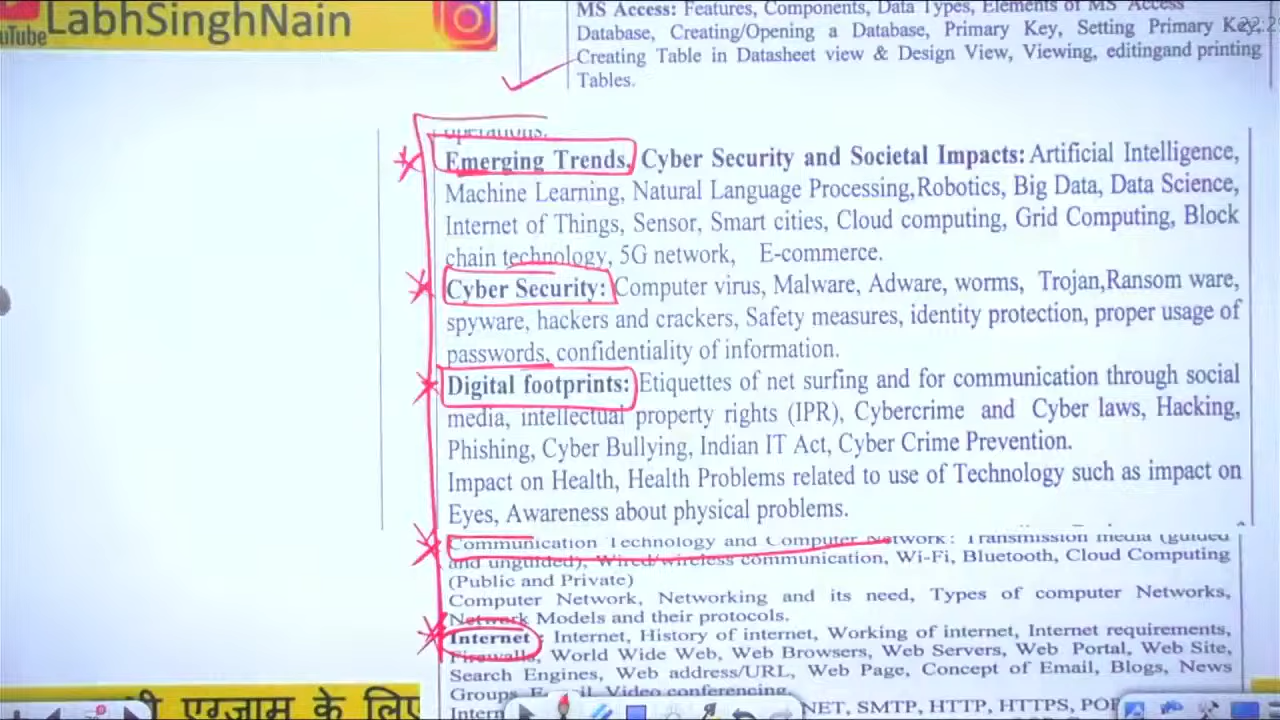 LabhSinghNain
uTube
MS Access: Features, Components, Data Types, Elements of MS Access
Database, Creating/Opening a Database, Primary Key, Setting Primary Key,
Creating Table in Datasheet view & Design View, Viewing, editingand printing
Tables.
operations.
Emerging Trends, Cyber Security and Societal Impacts: Artificial Intelligence,
Machine Learning, Natural Language Processing,Robotics, Big Data, Data Science,
Internet of Things, Sensor, Smart cities, Cloud computing, Grid Computing, Block
chain technology, 5G network, E-commerce.
Cyber Security: Computer virus, Malware, Adware, worms, Trojan,Ransom ware,
spyware, hackers and crackers, Safety measures, identity protection, proper usage of
passwords, confidentiality of information.
Digital footprints: Etiquettes of net surfing and for communication through social
media, intellectual property rights (IPR), Cybercrime and Cyber laws, Hacking,
Phishing, Cyber Bullying, Indian IT Act, Cyber Crime Prevention.
Impact on Health, Health Problems related to use of Technology such as impact on
Eyes, Awareness about physical problems.
Communication Technology and Computer Network: Transmission media (guided
and unguided), Wired/wireless communication, Wi-Fi, Bluetooth, Cloud Computing
(Public and Private)
Computer Network, Networking and its need, Types of computer Networks,
Network Models and their protocols.
Internet : Internet, History of internet, Working of internet, Internet requirements,
Firewalls, World Wide Web, Web Browsers, Web Servers, Web Portal, Web Site,
Search Engines, Web address/URL, Web Page, Concept of Email, Blogs, News
Groups, Video conferencing.
NET, SMTP, HTTP, HTTPS,
एग्जाम के लिए